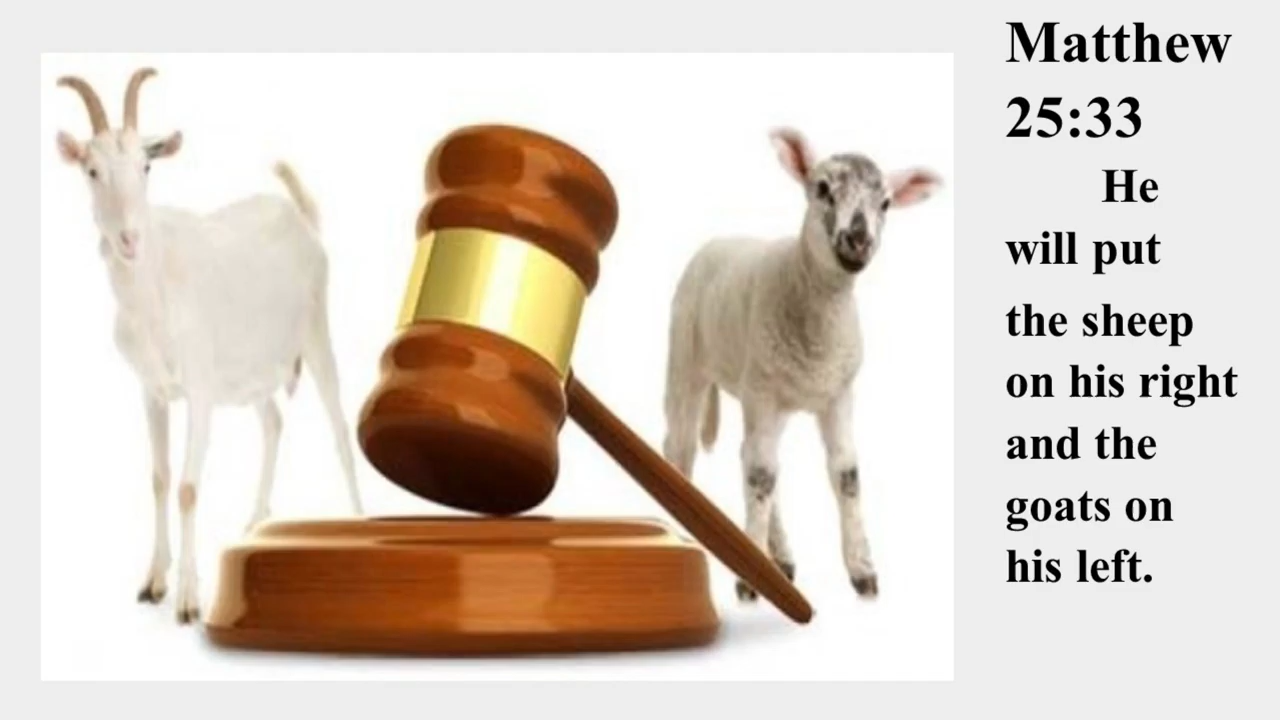 Matthew
25:33
He
will put
the sheep
on his right
and the
goats on
his left.